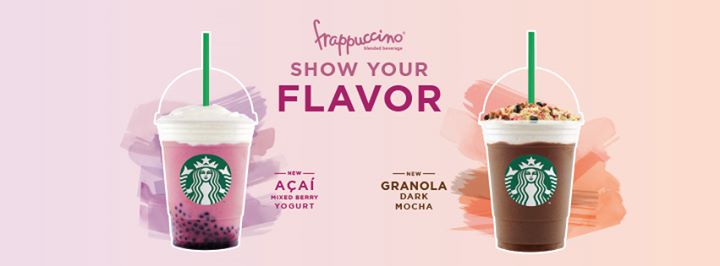 frappuccino®
blended beverage
SHOW YOUR
FLAVOR
NEW
AÇAÍ
MIXED BERRY
YOGURT
NEW
GRANOLA
DARK
MOCHA